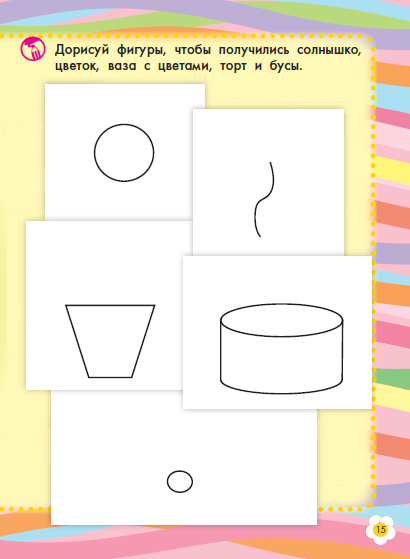 Дорисуй фигуры, чтобы получились солнышко,
цветок, ваза с цветами, торт и бусы.
15